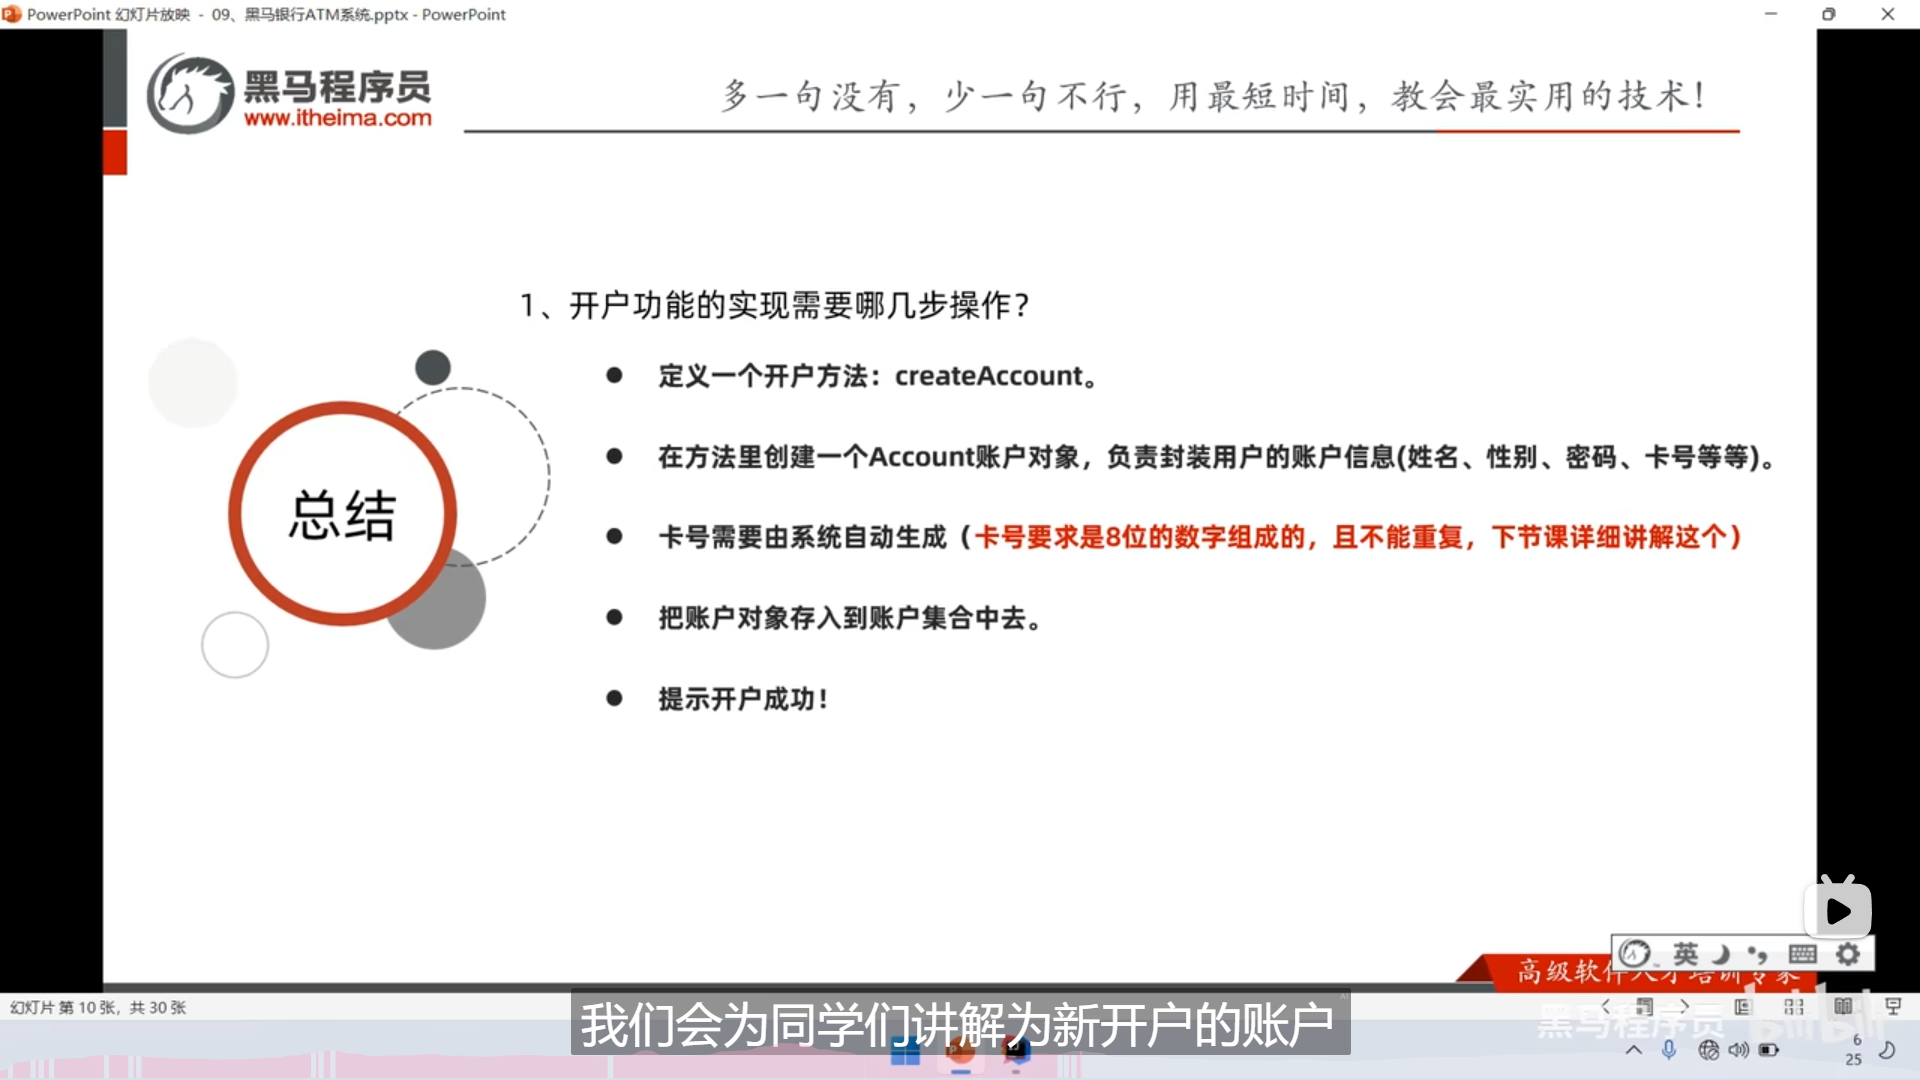 PowerPoint 幻灯片放映 - 09、黑马银行ATM系统.pptx - PowerPoint
黑马程序员
www.itheima.com
多一句没有，少一句不行，用最短时间，教会最实用的技术！
1、开户功能的实现需要哪几步操作？
定义一个开户方法：createAccount。
在方法里创建一个Account账户对象，负责封装用户的账户信息(姓名、性别、密码、卡号等等)。
总结
卡号需要由系统自动生成（卡号要求是8位的数字组成的，且不能重复，下节课详细讲解这个）
把账户对象存入到账户集合中去。
提示开户成功！
英
高级软件人才培训专家
幻灯片 第 10 张，共 30 张
我们会为同学们讲解为新开户的账户
AI
黑马程序员 bilibili
6
25